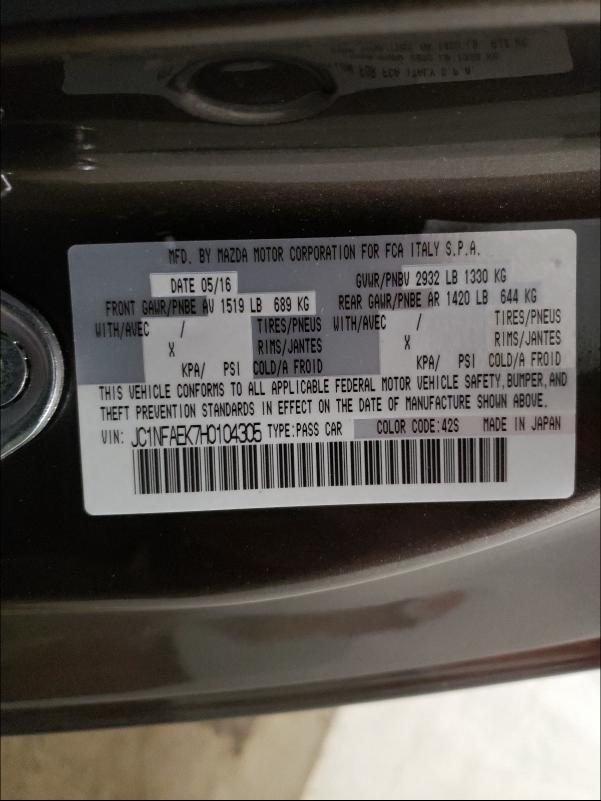 MFD. BY MAZDA MOTOR CORPORATION FOR FCA ITALY S.P.A.
DATE 05/16 GVWR/PNBV 2932 LB 1330 KG
FRONT GAWR/PNBE AV 1519 LB 689 KG REAR GAWR/PNBE AR 1420 LB 644 KG
WITH/AVEC / TIRES/PNEUS WITH/AVEC / TIRES/PNEUS
X RIMS/JANTES X RIMS/JANTES
KPA/ PSI COLD/A FROID KPA/ PSI COLD/A FROID
THIS VEHICLE CONFORMS TO ALL APPLICABLE FEDERAL MOTOR VEHICLE SAFETY, BUMPER, AND
THEFT PREVENTION STANDARDS IN EFFECT ON THE DATE OF MANUFACTURE SHOWN ABOVE.
VIN: JC1NFAEK7H0104305 TYPE:PASS CAR COLOR CODE:42S MADE IN JAPAN